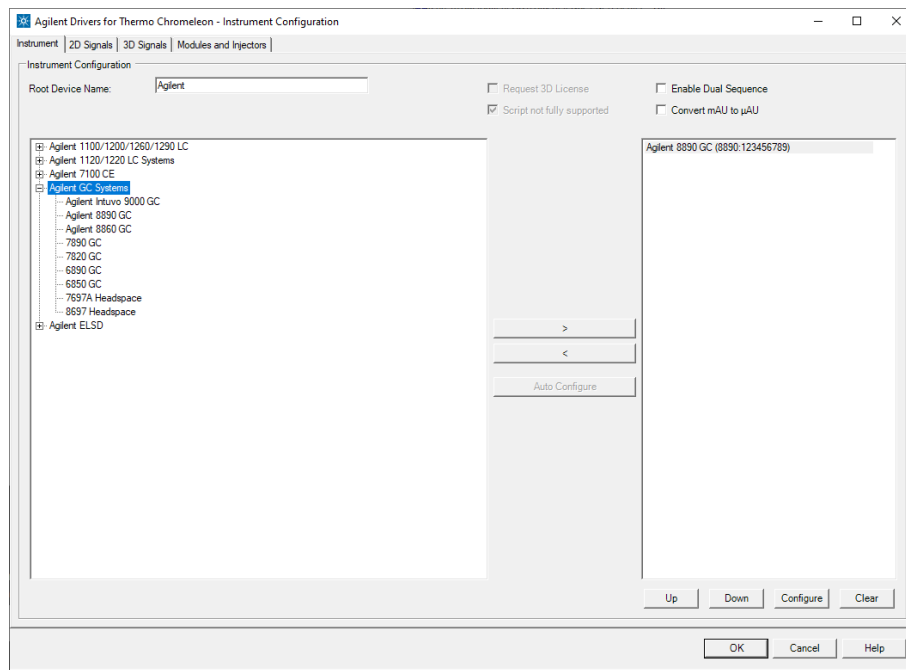 Agilent Drivers for Thermo Chromeleon - Instrument Configuration
Instrument 2D Signals 3D Signals Modules and Injectors
Instrument Configuration
Root Device Name: Agilent Request 3D License Enable Dual Sequence
Script not fully supported Convert mAU to µAU
Agilent 1100/1200/1260/1290 LC
Agilent 1120/1220 LC Systems
Agilent 7100 CE
Agilent GC Systems
Agilent Intuvo 9000 GC
Agilent 8890 GC
Agilent 8860 GC
7890 GC
7820 GC
6890 GC
6850 GC
7697A Headspace
8697 Headspace
Agilent ELSD
>
<
Auto Configure
Agilent 8890 GC (8890:123456789)
Up Down Configure Clear
OK Cancel Help